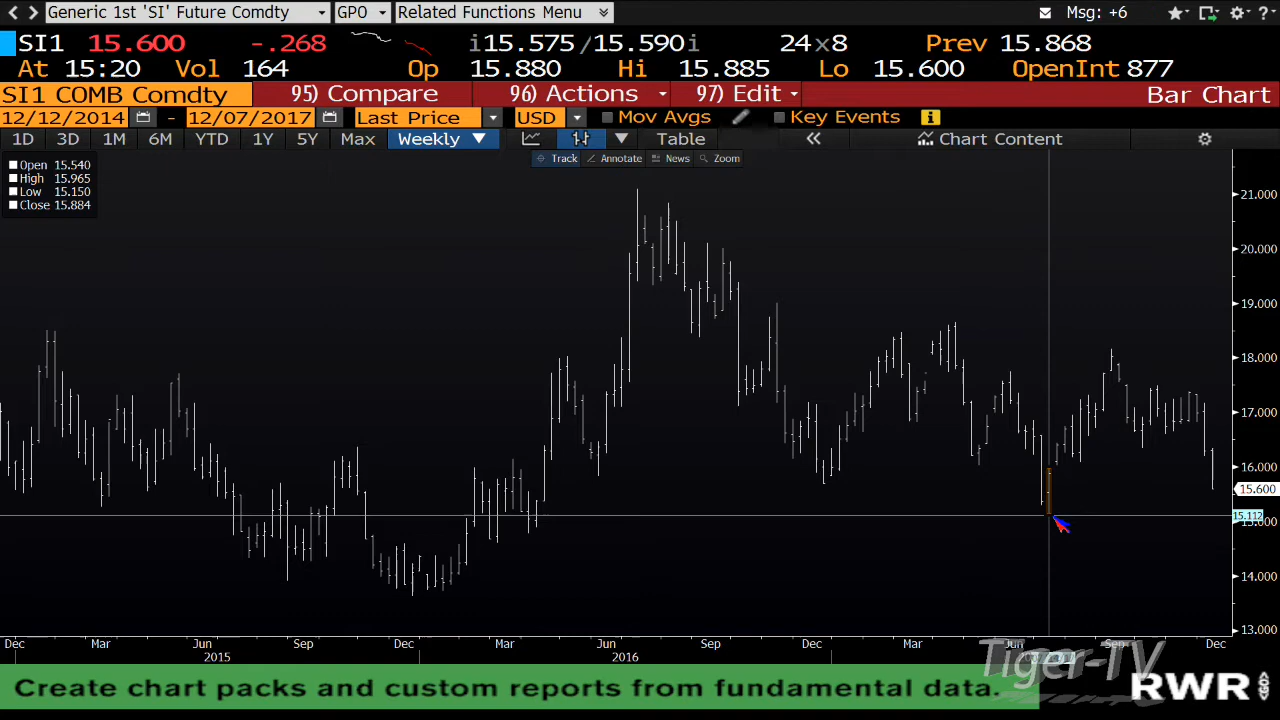 Generic 1st 'SI' Future Comdty GPO Related Functions Menu Msg: +6
SI1 15.600 -.268 i15.575/15.590i 24x8 Prev 15.868
At 15:20 Vol 164 Op 15.880 Hi 15.885 Lo 15.600 OpenInt 877
SI1 COMB Comdty 95) Compare 96) Actions 97) Edit Bar Chart
12/12/2014 - 12/07/2017 Last Price USD Mov Avgs Key Events
1D 3D 1M 6M YTD 1Y 5Y Max Weekly Table Chart Content
Track Annotate News Zoom
Open 15.540
High 15.965
Low 15.150
Close 15.884
21.000
20.000
19.000
18.000
17.000
16.000
15.600
15.112
15.000
14.000
13.000
Dec Mar Jun Sep Dec Mar Jun Sep Dec Mar Jun Sep Dec
2015 2016
Tiger-TV
Create chart packs and custom reports from fundamental data.
RWR <GO>